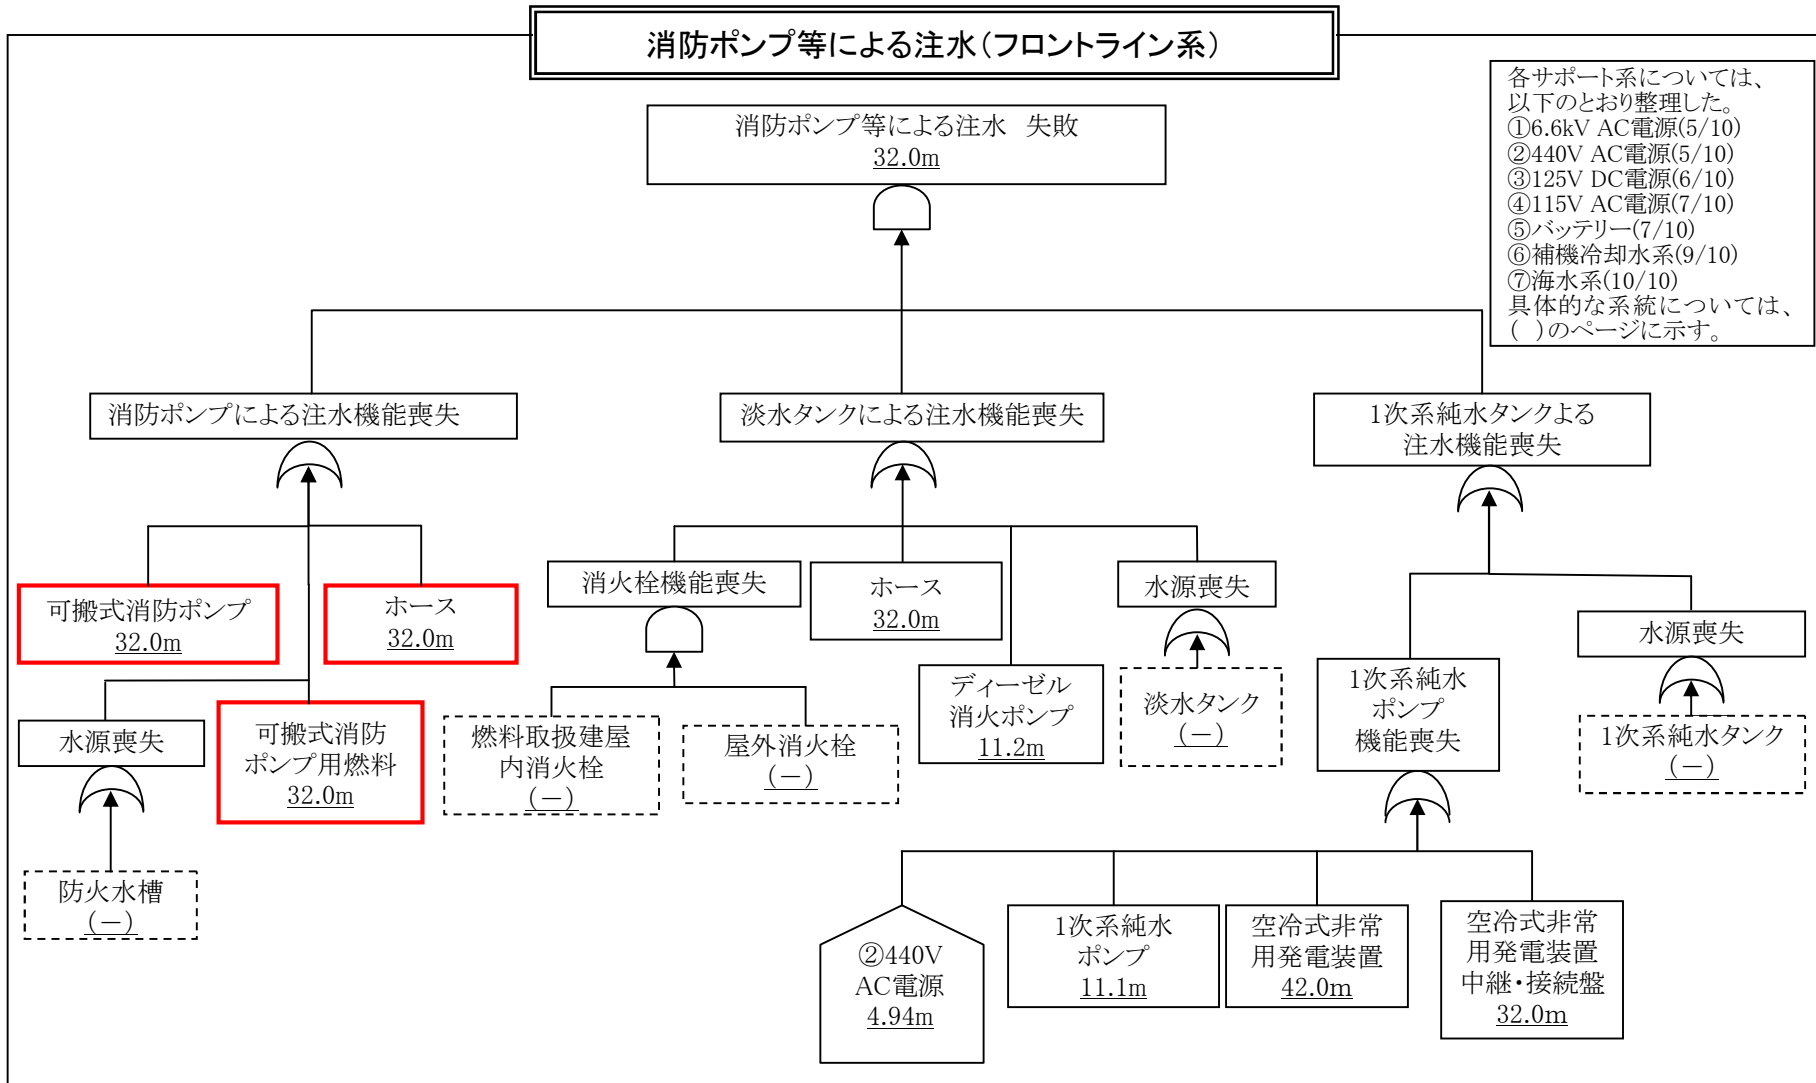 消防ポンプ等による注水(フロントライン系)
各サポート系については、
以下のとおり整理した。
①6.6kV AC電源(5/10)
②440V AC電源(5/10)
③125V DC電源(6/10)
④115V AC電源(7/10)
⑤バッテリー(7/10)
⑥補機冷却水系(9/10)
⑦海水系(10/10)
具体的な系統については、
(　)のページに示す。
消防ポンプ等による注水　失敗
32.0m
消防ポンプによる注水機能喪失
淡水タンクによる注水機能喪失
1次系純水タンクよる
注水機能喪失
可搬式消防ポンプ
32.0m
ホース
32.0m
水源喪失
可搬式消防
ポンプ用燃料
32.0m
防火水槽
(－)
消火栓機能喪失
ホース
32.0m
水源喪失
燃料取扱建屋
内消火栓
(－)
屋外消火栓
(－)
ディーゼル
消火ポンプ
11.2m
淡水タンク
(－)
1次系純水
ポンプ
機能喪失
水源喪失
1次系純水タンク
(－)
②440V
AC電源
4.94m
1次系純水
ポンプ
11.1m
空冷式非常
用発電装置
42.0m
空冷式非常
用発電装置
中継・接続盤
32.0m